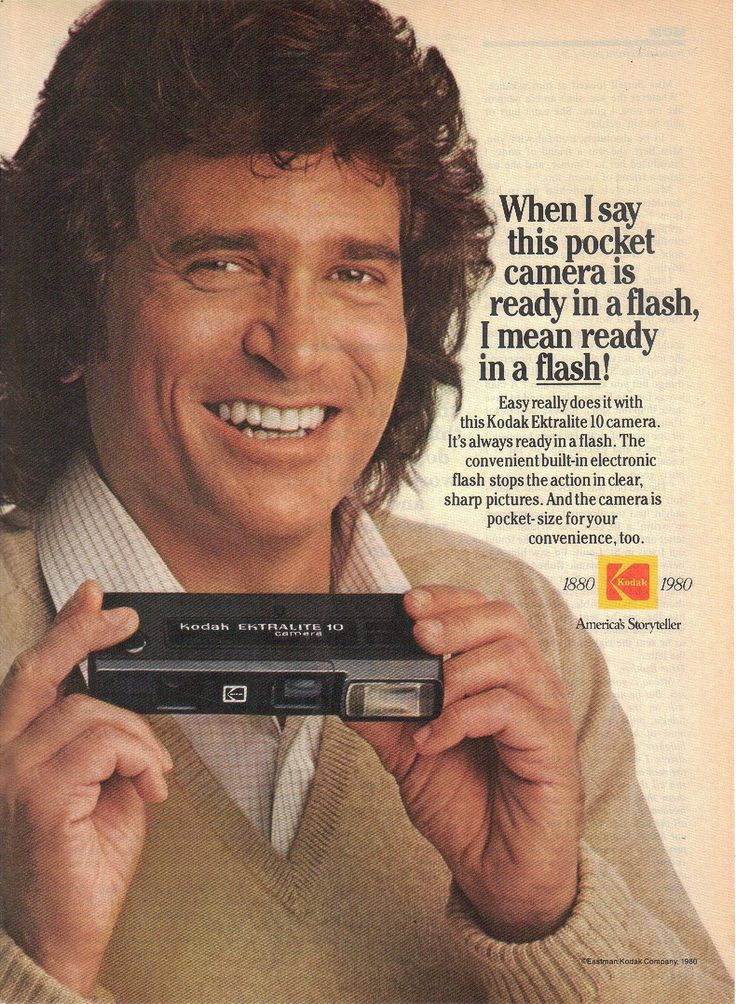 When I say
this pocket
camera is
ready in a flash,
I mean ready
in a flash!
Easy really does it with
this Kodak Ektralite 10 camera.
It's always ready in a flash. The
convenient built-in electronic
flash stops the action in clear,
sharp pictures. And the camera is
pocket-size for your
convenience, too.
1880 Kodak 1980
America's Storyteller
Kodak EKTRALITE 10
camera
©Eastman Kodak Company, 1980